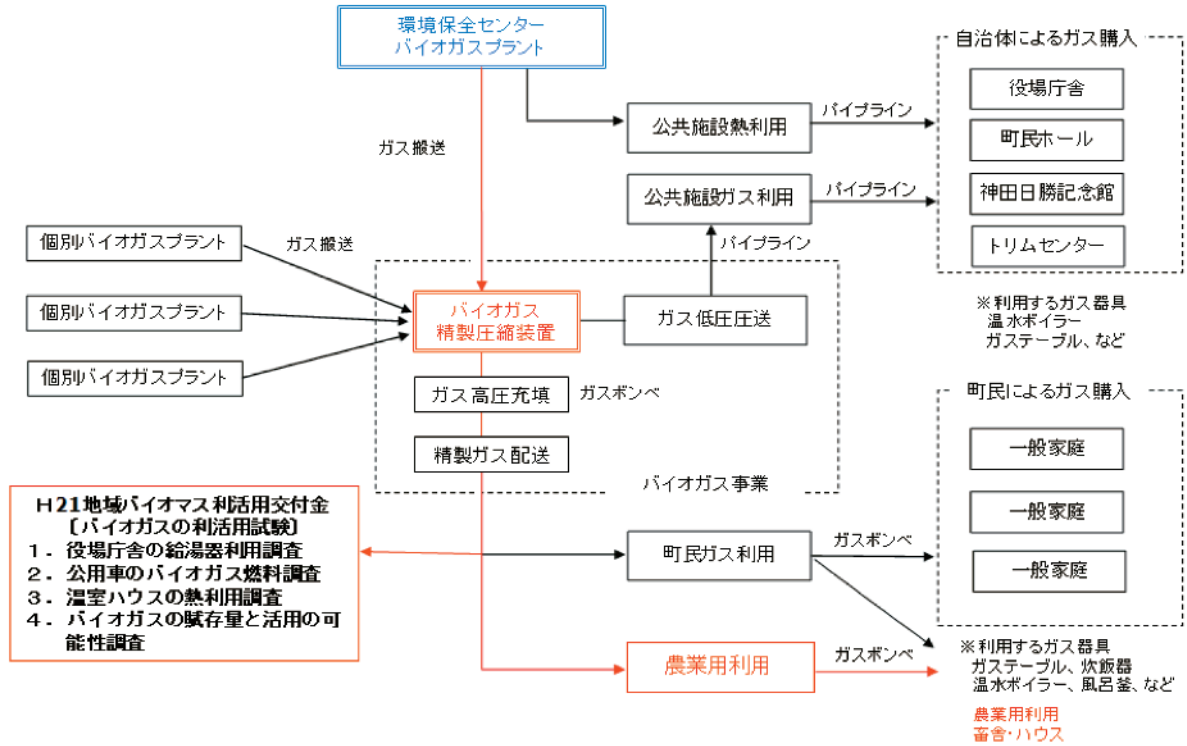 環境保全センター
バイオガスプラント
自治体によるガス購入
役場庁舎
公共施設熱利用
パイプライン
町民ホール
ガス搬送
公共施設ガス利用
パイプライン
神田日勝記念館
個別バイオガスプラント
ガス搬送
パイプライン
トリムセンター
個別バイオガスプラント
バイオガス
精製圧縮装置
ガス低圧圧送
※利用するガス器具
温水ボイラー
ガステーブル、など
個別バイオガスプラント
ガス高圧充填
ガスボンベ
町民によるガス購入
精製ガス配送
一般家庭
バイオガス事業
H21地域バイオマス利活用交付金
〔バイオガスの利活用試験〕
1．役場庁舎の給湯器利用調査
2．公用車のバイオガス燃料調査
3．温室ハウスの熱利用調査
4．バイオガスの賦存量と活用の可
能性調査
一般家庭
町民ガス利用
ガスボンベ
一般家庭
農業用利用
ガスボンベ
※利用するガス器具
ガステーブル、炊飯器
温水ボイラー、風呂釜、など
農業用利用
畜舎・ハウス